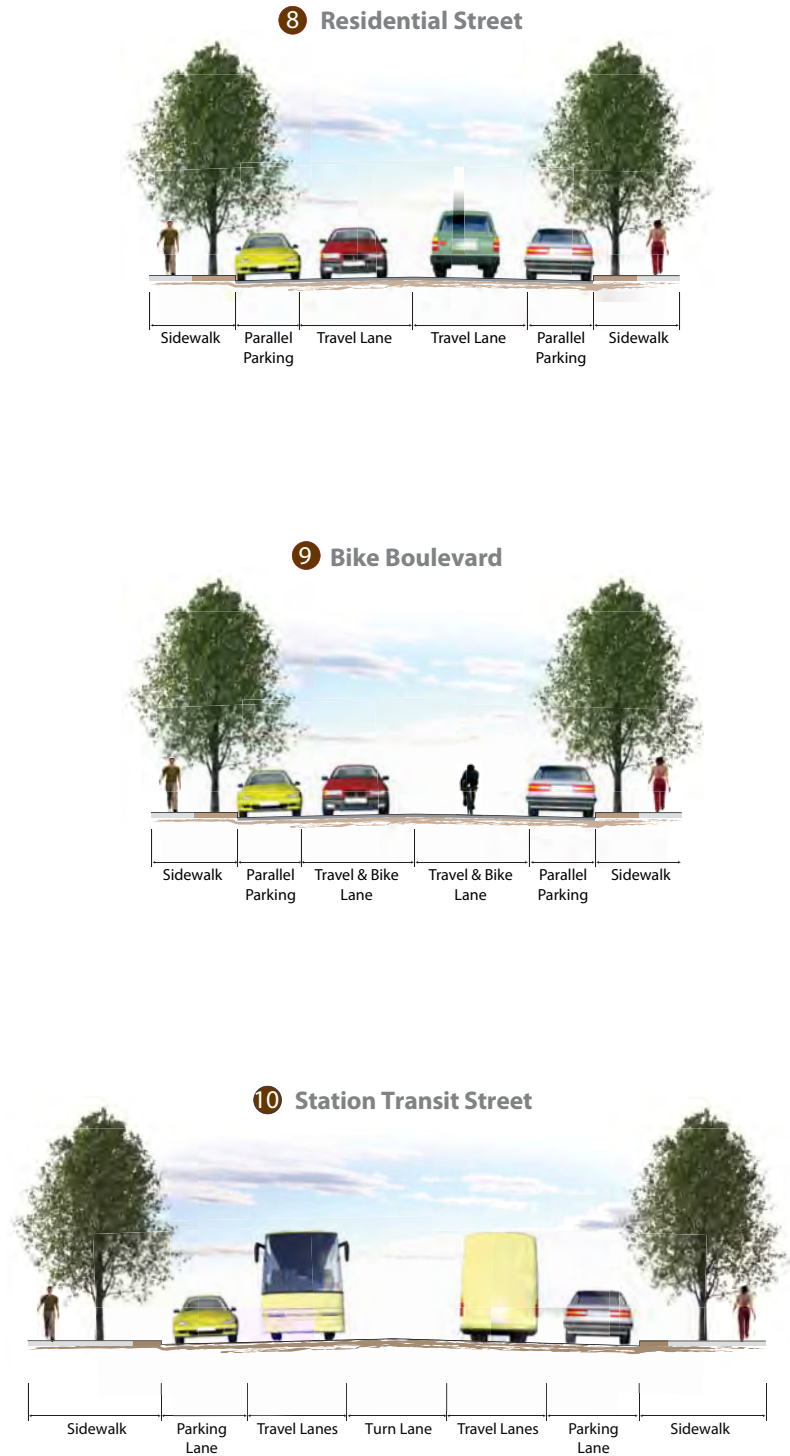 8 Residential Street
Sidewalk Parallel Parking Travel Lane Travel Lane Parallel Parking Sidewalk
9 Bike Boulevard
Sidewalk Parallel Parking Travel & Bike Lane Travel & Bike Lane Parallel Parking Sidewalk
10 Station Transit Street
Sidewalk Parking Lane Travel Lanes Turn Lane Travel Lanes Parking Lane Sidewalk